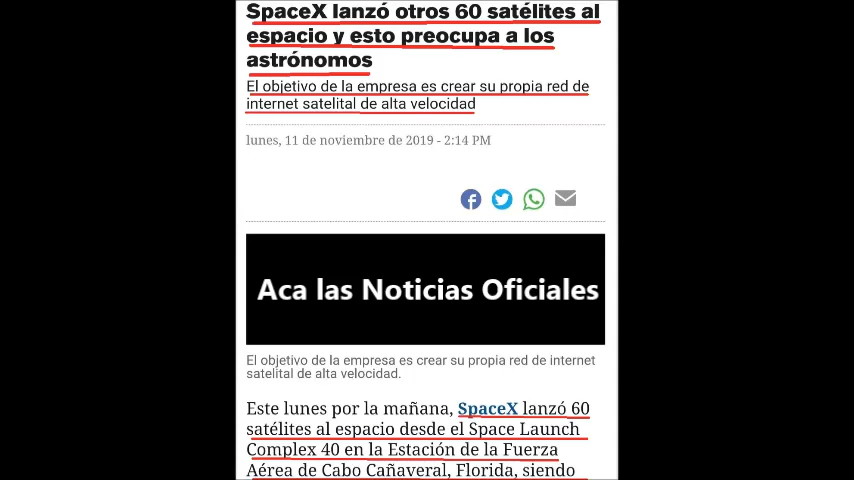 SpaceX lanzó otros 60 satélites al
espacio y esto preocupa a los
astrónomos
El objetivo de la empresa es crear su propia red de
internet satelital de alta velocidad
lunes, 11 de noviembre de 2019 - 2:14 PM
Aca las Noticias Oficiales
El objetivo de la empresa es crear su propia red de internet
satelital de alta velocidad.
Este lunes por la mañana, SpaceX lanzó 60
satélites al espacio desde el Space Launch
Complex 40 en la Estación de la Fuerza
Aérea de Cabo Cañaveral, Florida, siendo